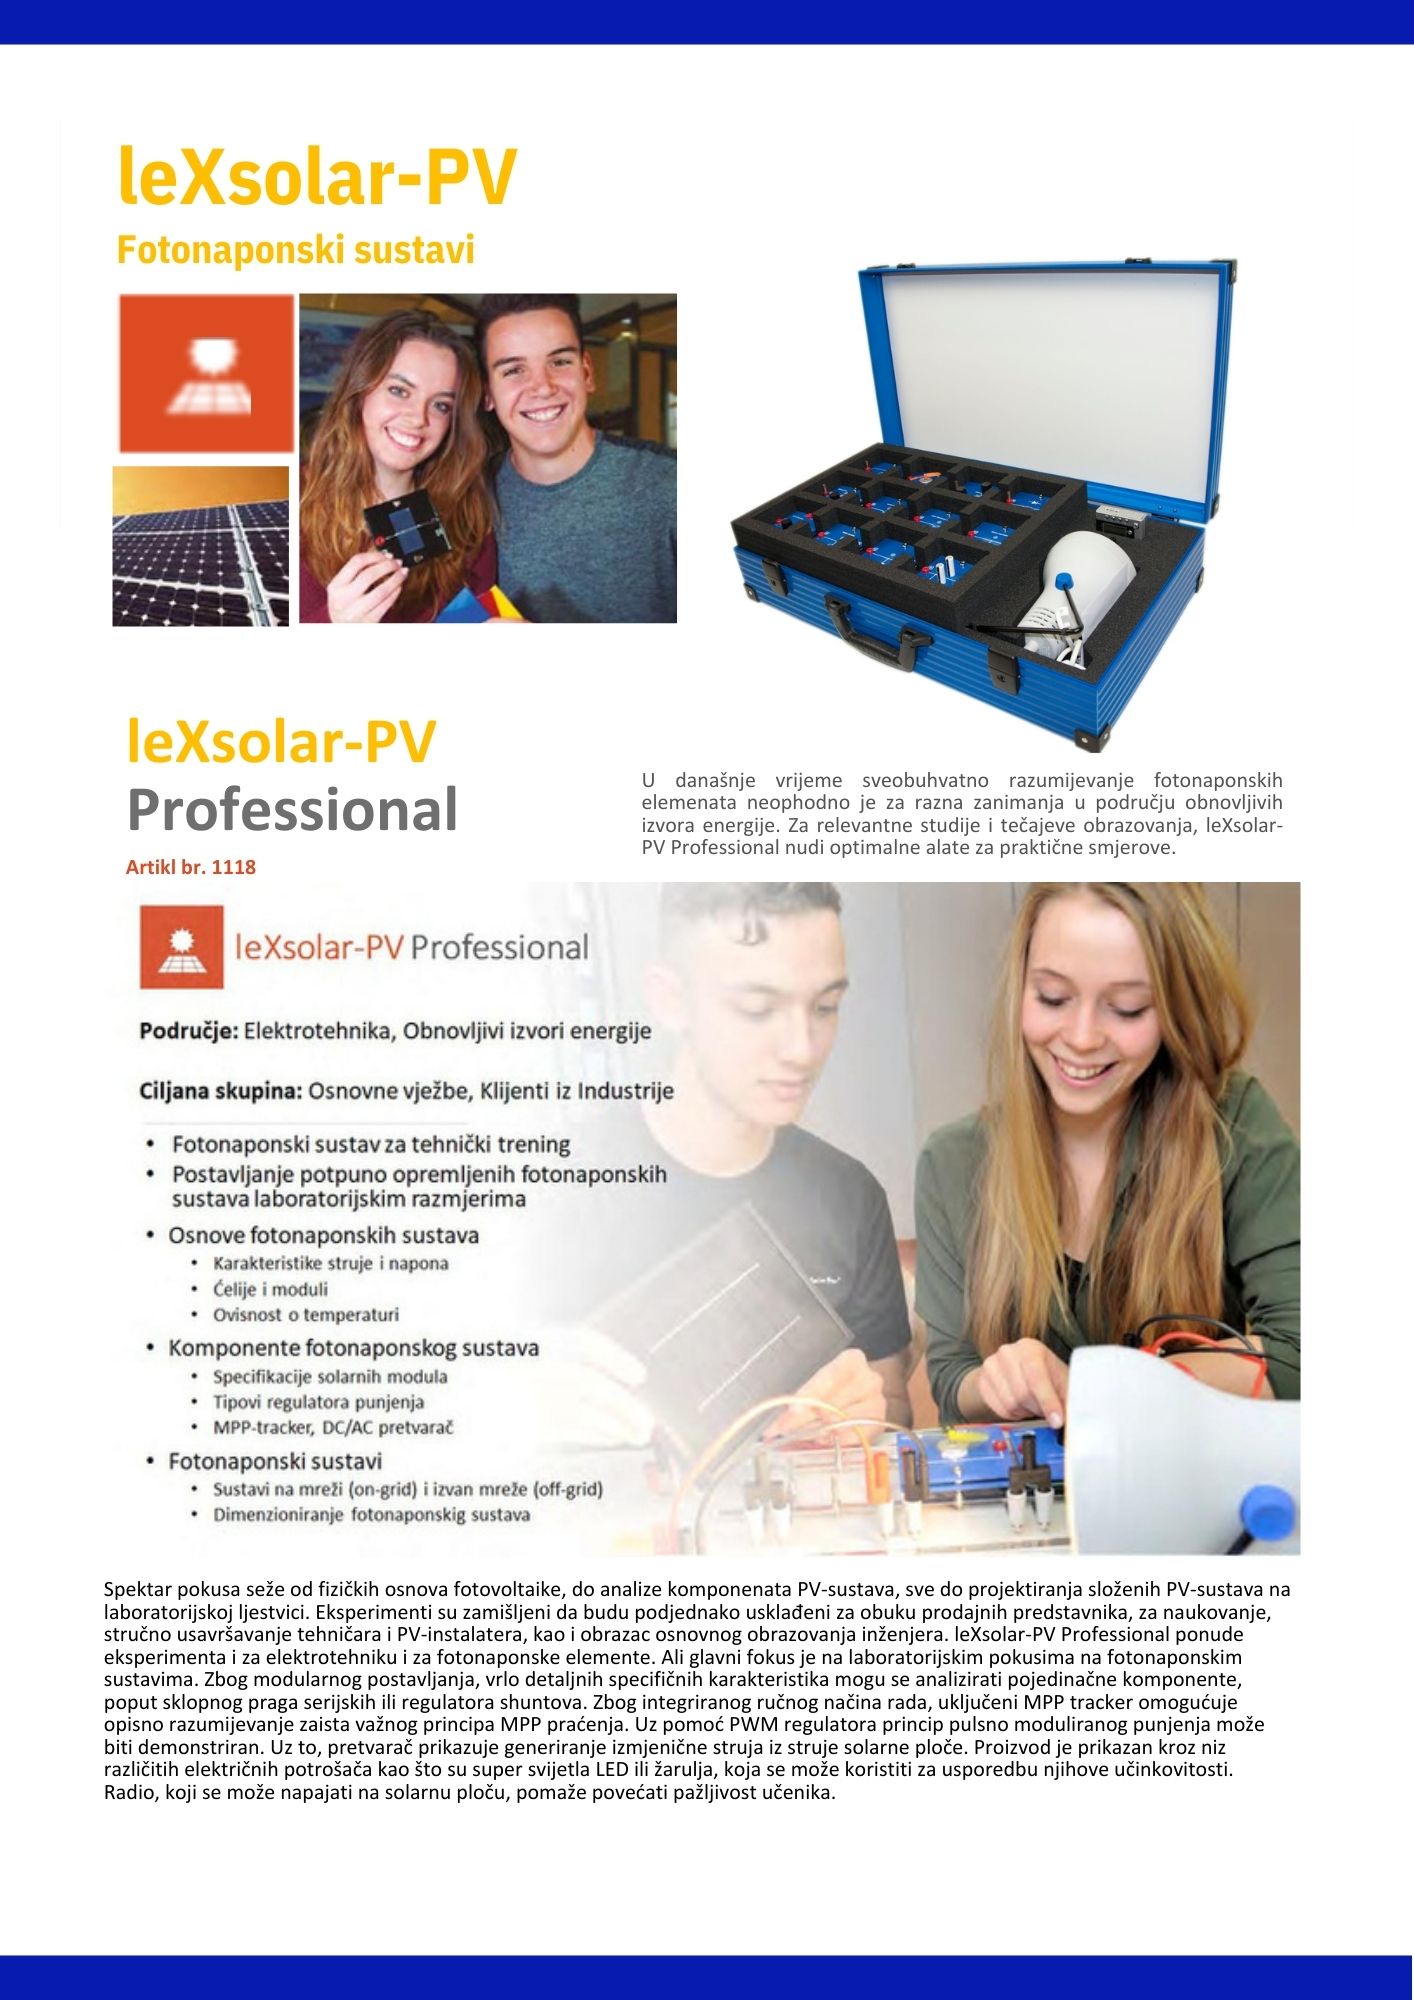 leXsolar-PV
Fotonaponski sustavi
leXsolar-PV
Professional
Artikl br. 1118
U današnje vrijeme sveobuhvatno razumijevanje fotonaponskih
elemenata neophodno je za razna zanimanja u području obnovljivih
izvora energije. Za relevantne studije i tečajeve obrazovanja, leXsolar-
PV Professional nudi optimalne alate za praktične smjerove.
leXsolar-PV Professional
Područje: Elektrotehnika, Obnovljivi izvori energije
Ciljana skupina: Osnovne vježbe, Klijenti iz Industrije
• Fotonaponski sustav za tehnički trening
• Postavljanje potpuno opremljenih fotonaponskih
sustava laboratorijskim razmjerima
• Osnove fotonaponskih sustava
• Karakteristike struje i napona
• Ćelije i moduli
• Ovisnost o temperaturi
• Komponente fotonaponskog sustava
• Specifikacije solarnih modula
• Tipovi regulatora punjenja
• MPP-tracker, DC/AC pretvarač
• Fotonaponski sustavi
• Sustavi na mreži (on-grid) i izvan mreže (off-grid)
• Dimenzioniranje fotonaponskig sustava
Spektar pokusa seže od fizičkih osnova fotovoltaike, do analize komponenata PV-sustava, sve do projektiranja složenih PV-sustava na
laboratorijskoj ljestvici. Eksperimenti su zamišljeni da budu podjednako usklađeni za obuku prodajnih predstavnika, za naukovanje,
stručno usavršavanje tehničara i PV-instalatera, kao i obrazac osnovnog obrazovanja inženjera. leXsolar-PV Professional ponude
eksperimenta i za elektrotehniku i za fotonaponske elemente. Ali glavni fokus je na laboratorijskim pokusima na fotonaponskim
sustavima. Zbog modularnog postavljanja, vrlo detaljnih specifičnih karakteristika mogu se analizirati pojedinačne komponente,
poput sklopnog praga serijskih ili regulatora shuntova. Zbog integriranog ručnog načina rada, uključeni MPP tracker omogućuje
opisno razumijevanje zaista važnog principa MPP praćenja. Uz pomoć PWM regulatora princip pulsno moduliranog punjenja može
biti demonstriran. Uz to, pretvarač prikazuje generiranje izmjenične struja iz struje solarne ploče. Proizvod je prikazan kroz niz
različitih električnih potrošača kao što su super svijetla LED ili žarulja, koja se može koristiti za usporedbu njihove učinkovitosti.
Radio, koji se može napajati na solarnu ploču, pomaže povećati pažljivost učenika.